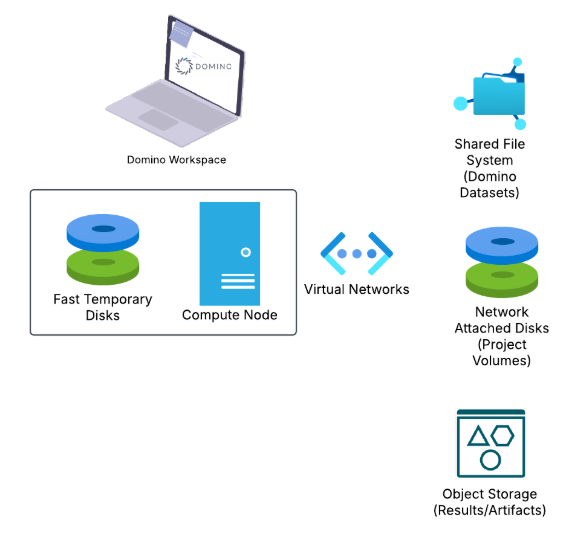 DOMINO
Domino Workspace
Shared File
System
(Domino
Datasets)
Fast Temporary
Disks
Compute Node
Virtual Networks
Network
Attached Disks
(Project
Volumes)
Object Storage
(Results/Artifacts)